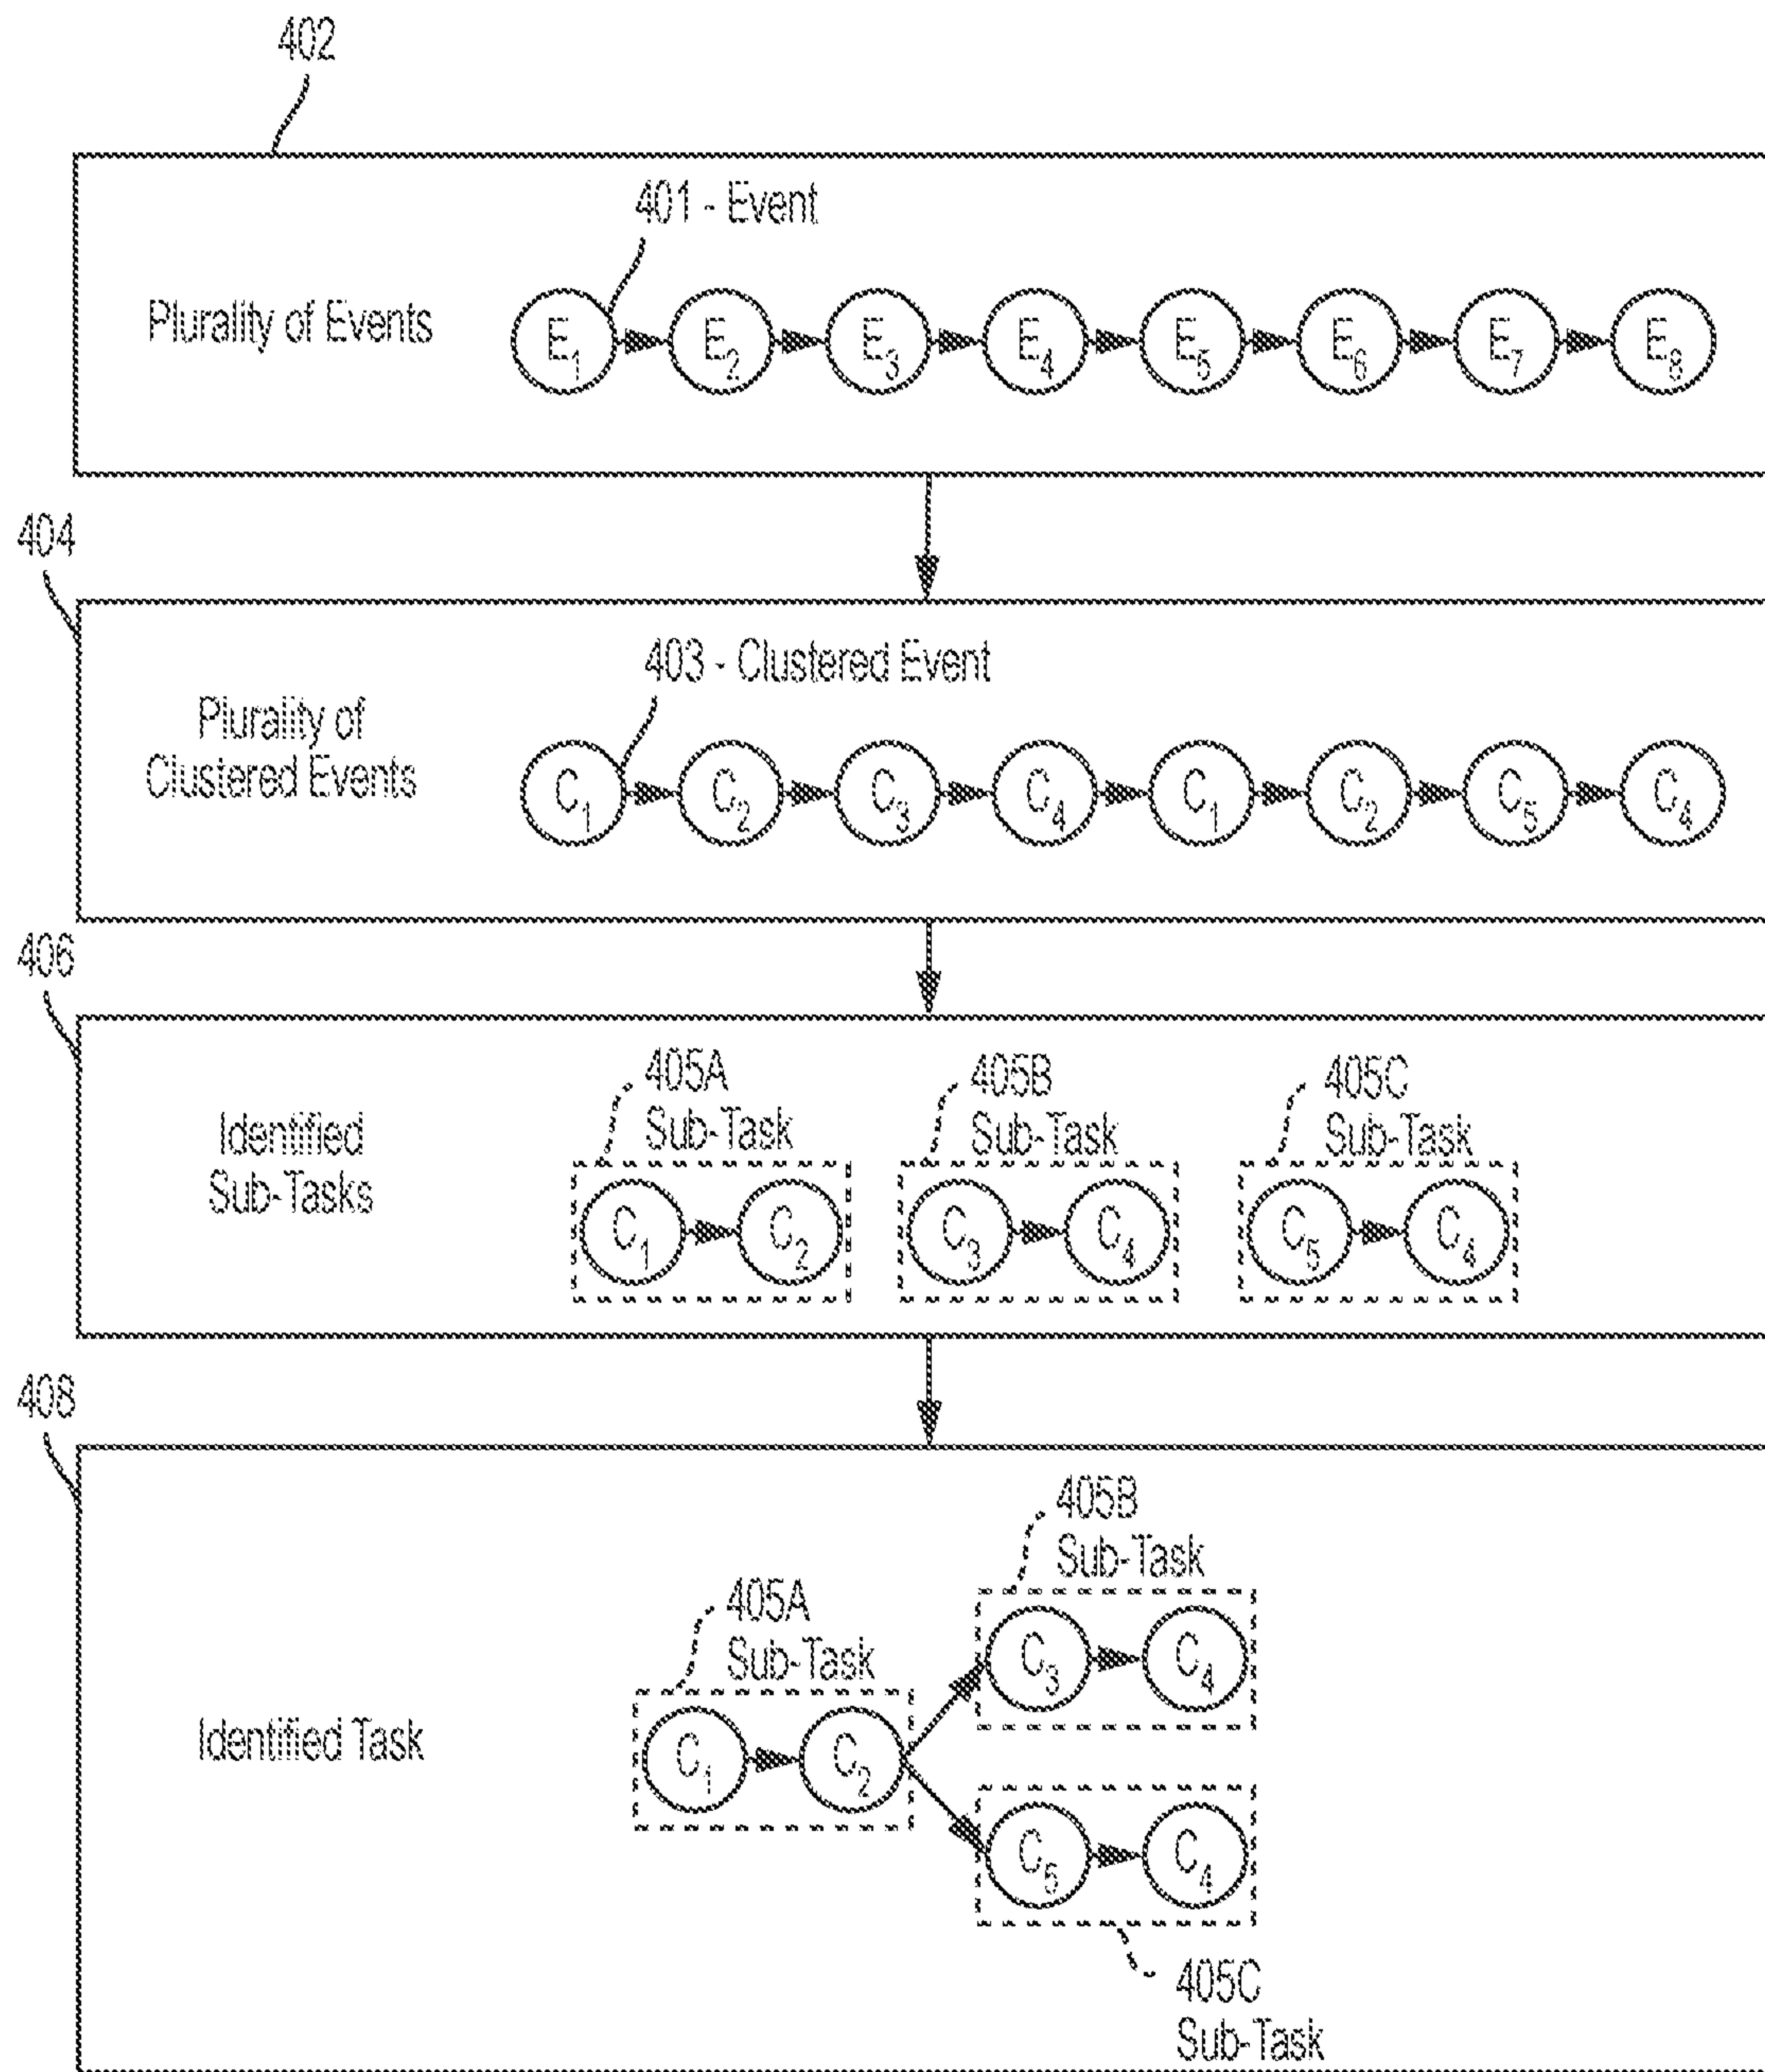 402
401 - Event
Plurality of Events
E1 E2 E3 E4 E5 E6 E7 E8
404
403 - Clustered Event
Plurality of
Clustered Events
C1 C2 C3 C4 C1 C2 C5 C4
406
405A
Sub-Task
405B
Sub-Task
405C
Sub-Task
Identified
Sub-Tasks
C1 C2 C3 C4 C5 C4
408
405B
Sub-Task
405A
Sub-Task
C3 C4
Identified Task
C1 C2
C5 C4
405C
Sub-Task